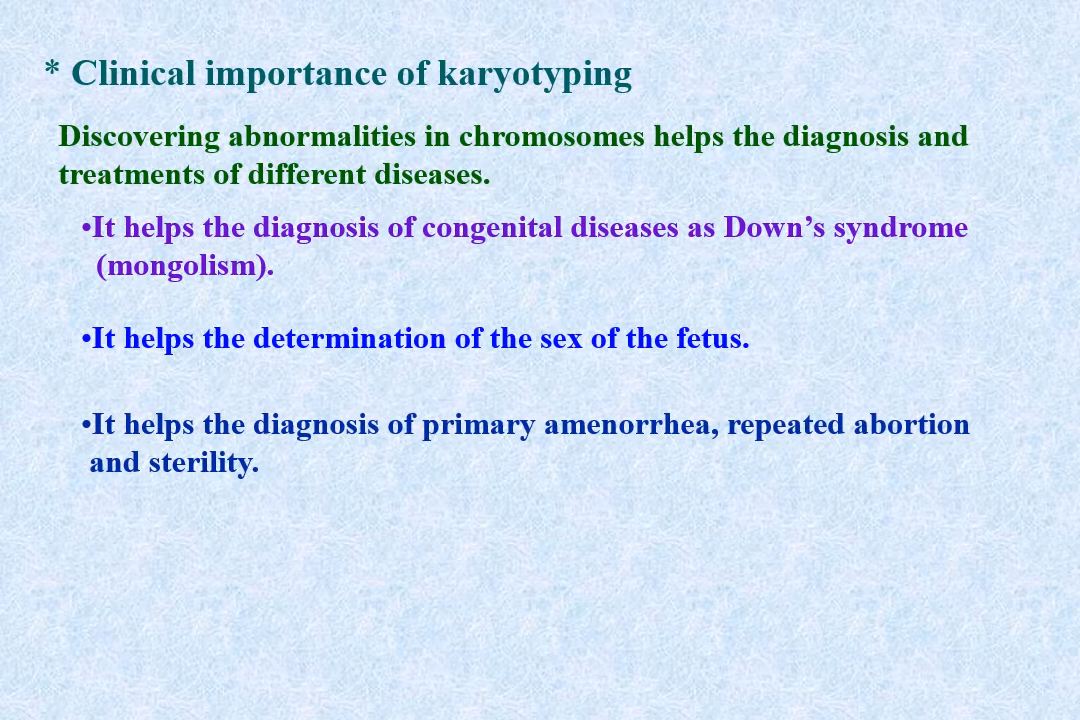 * Clinical importance of karyotyping
Discovering abnormalities in chromosomes helps the diagnosis and
treatments of different diseases.
•It helps the diagnosis of congenital diseases as Down’s syndrome
(mongolism).
•It helps the determination of the sex of the fetus.
•It helps the diagnosis of primary amenorrhea, repeated abortion
and sterility.